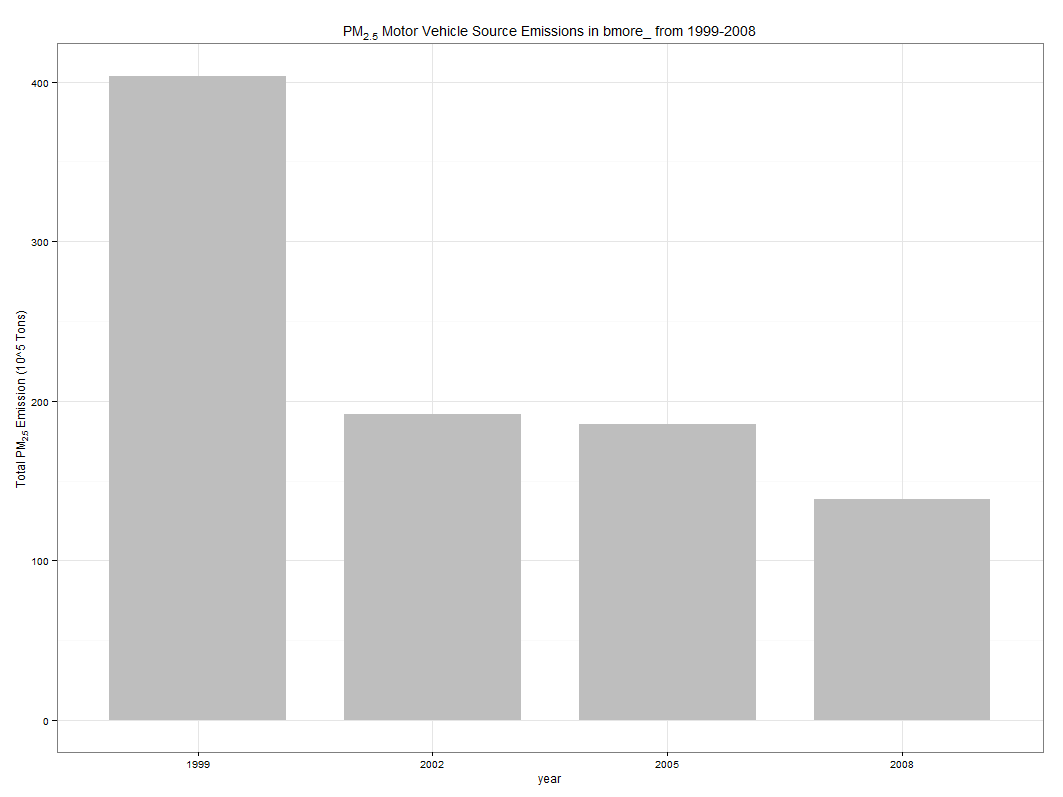 PM2.5 Motor Vehicle Source Emissions in bmore_ from 1999-2008
Total PM2.5 Emission (10^5 Tons)
400
300
200
100
0
1999 2002 2005 2008
year